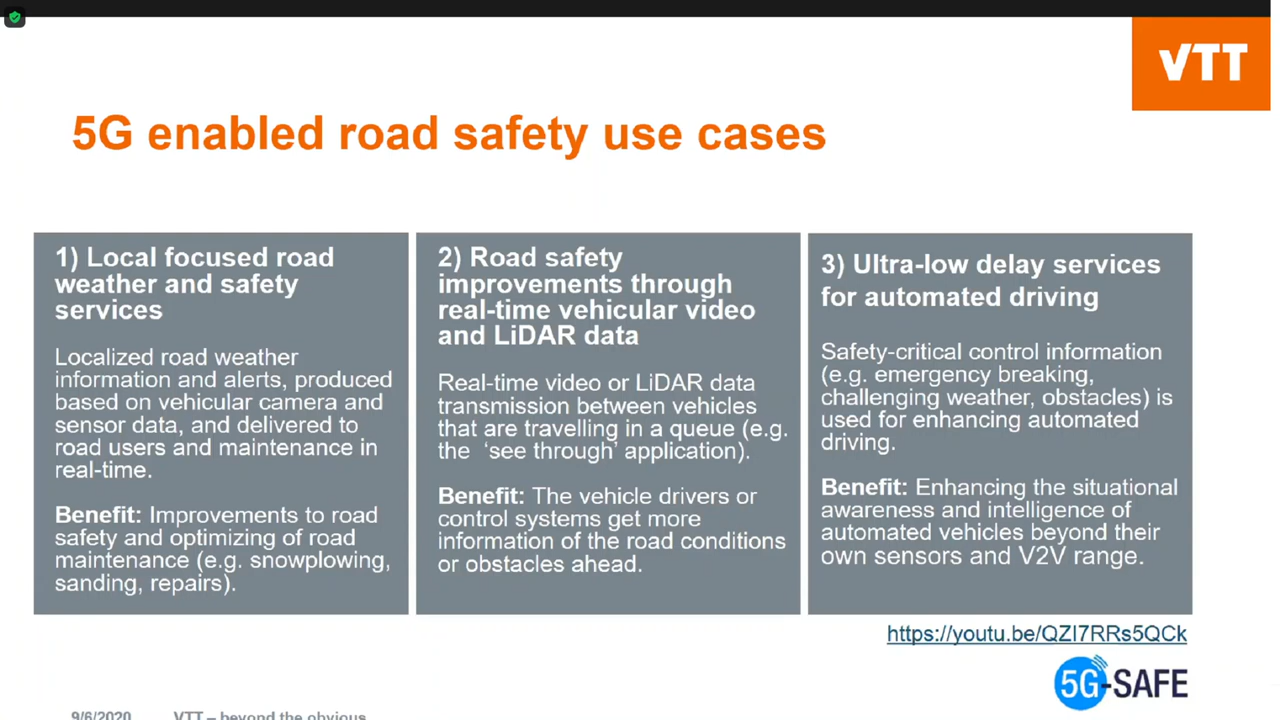 VTT
5G enabled road safety use cases
1) Local focused road
weather and safety
services
Localized road weather
information and alerts, produced
based on vehicular camera and
sensor data, and delivered to
road users and maintenance in
real-time.
Benefit: Improvements to road
safety and optimizing of road
maintenance (e.g. snowplowing,
sanding, repairs).
2) Road safety
improvements through
real-time vehicular video
and LiDAR data
Real-time video or LiDAR data
transmission between vehicles
that are travelling in a queue (e.g.
the ‘see through’ application).
Benefit: The vehicle drivers or
control systems get more
information of the road conditions
or obstacles ahead.
3) Ultra-low delay services
for automated driving
Safety-critical control information
(e.g. emergency breaking,
challenging weather, obstacles) is
used for enhancing automated
driving.
Benefit: Enhancing the situational
awareness and intelligence of
automated vehicles beyond their
own sensors and V2V range.
https://youtu.be/QZI7RRs5QCk
5G-SAFE
9/6/2020 VTT – beyond the obvious